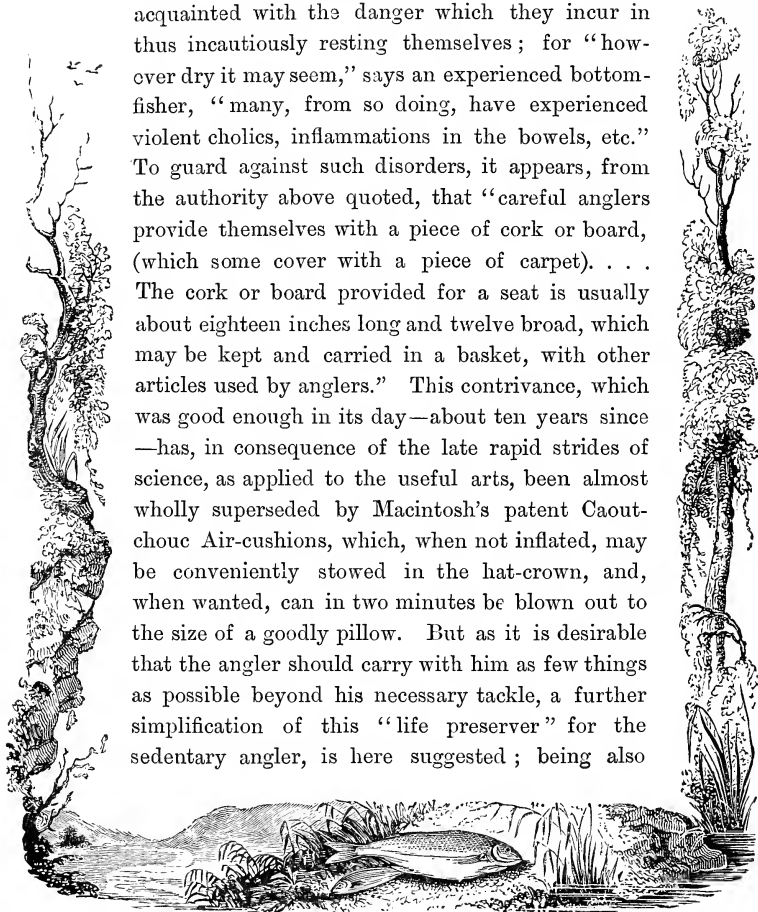 acquainted with the danger which they incur in
thus incautiously resting themselves ; for “ how-
ever dry it may seem,” says an experienced bottom-
fisher, “ many, from so doing, have experienced
violent cholics, inflammations in the bowels, etc.”
To guard against such disorders, it appears, from
the authority above quoted, that “ careful anglers
provide themselves with a piece of cork or board,
(which some cover with a piece of carpet). . . .
The cork or board provided for a seat is usually
about eighteen inches long and twelve broad, which
may be kept and carried in a basket, with other
articles used by anglers.” This contrivance, which
was good enough in its day—about ten years since
—has, in consequence of the late rapid strides of
science, as applied to the useful arts, been almost
wholly superseded by Macintosh’s patent Caout-
chouc Air-cushions, which, when not inflated, may
be conveniently stowed in the hat-crown, and,
when wanted, can in two minutes be blown out to
the size of a goodly pillow. But as it is desirable
that the angler should carry with him as few things
as possible beyond his necessary tackle, a further
simplification of this “ life preserver ” for the
sedentary angler, is here suggested ; being also